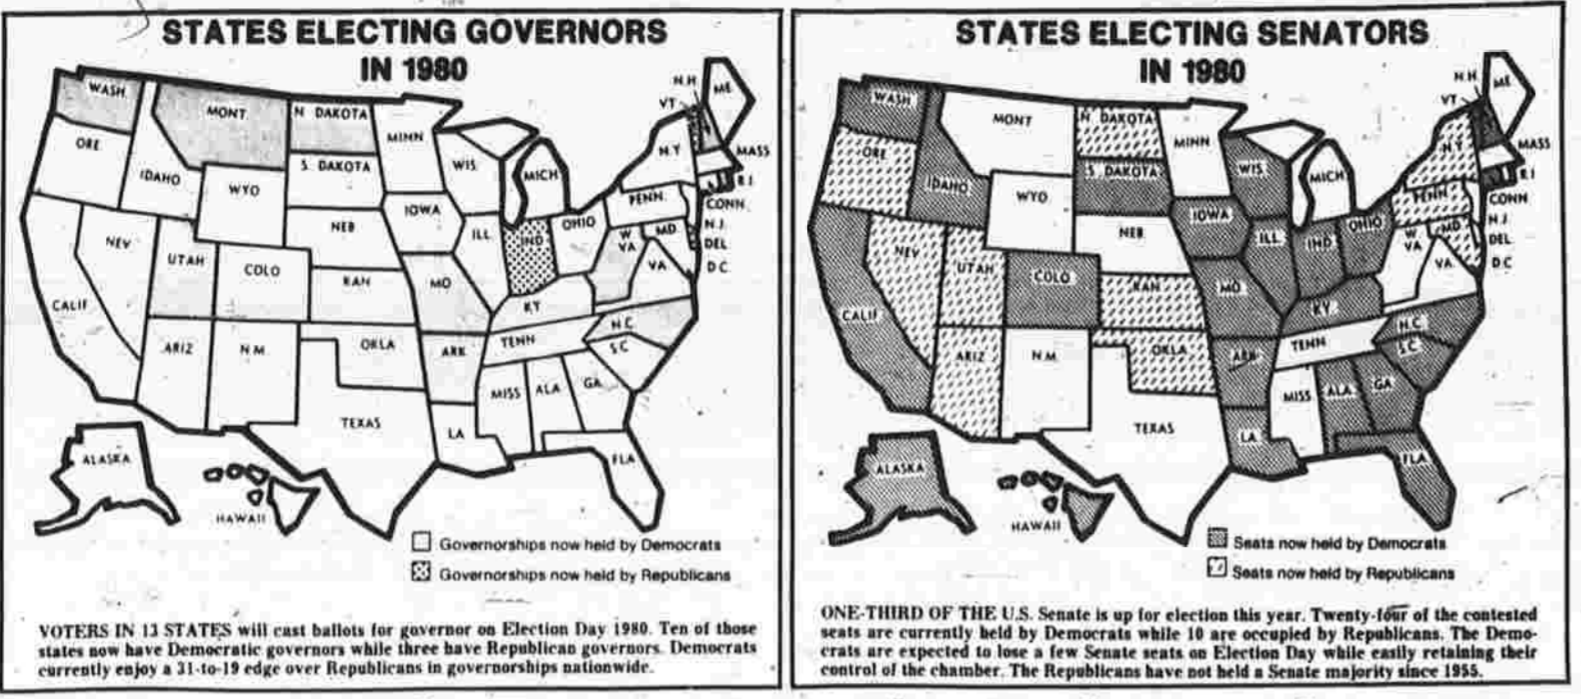 STATES ELECTING GOVERNORS
IN 1980
WASH.
MONT.
N DAKOTA
MINN
ORE
IDAHO
WYO
S. DAKOTA
WIS.
MICH
N.Y
N.H
VT
ME
MASS
R.I
CONN
N.J.
DEL
D.C.
PENN.
MD.
NEV
UTAH
COLO
NEB
IOWA
ILL
IND
OHIO
W.
VA
VA
CALIF
KAN
MO
KY
N.C.
ARIZ
N.M.
OKLA
ARK
TENN
S.C
MISS
ALA
GA
TEXAS
LA
FLA
ALASKA
HAWAII
Governorships now held by Democrats
Governorships now held by Republicans
VOTERS IN 13 STATES will cast ballots for governor on Election Day 1980. Ten of those
states now have Democratic governors while three have Republican governors. Democrats
currently enjoy a 31-to-19 edge over Republicans in governorships nationwide.
STATES ELECTING SENATORS
IN 1980
WASH
MONT
N. DAKOTA
MINN
ORE
IDAHO
WYO
S. DAKOTA
WIS.
MICH
N.Y.
N.H.
VT
ME
MASS
R.I
CONN
N.J.
DEL
D.C
PENN.
MD.
NEV
UTAH
COLO
NEB
IOWA
ILL.
IND
OHIO
W.
VA
VA.
CALIF
KAN
MO.
KY.
N.C.
ARIZ
N.M.
OKLA
ARK
TENN
S.C.
MISS
ALA.
GA
TEXAS
LA
FLA
ALASKA
HAWAII
Seats now held by Democrats
Seats now held by Republicans
ONE-THIRD OF THE U.S. Senate is up for election this year. Twenty-four of the contested
seats are currently held by Democrats while 10 are occupied by Republicans. The Demo-
crats are expected to lose a few Senate seats on Election Day while easily retaining their
control of the chamber. The Republicans have not held a Senate majority since 1955.